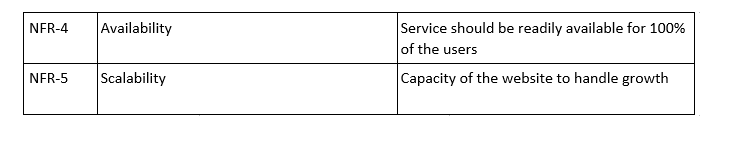 NFR-4 Availability Service should be readily available for 100%
of the users
NFR-5 Scalability Capacity of the website to handle growth